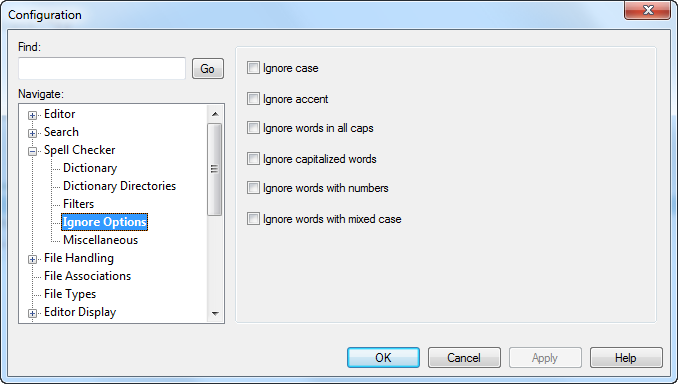 Configuration
Find:
Go
Navigate:
Editor
Search
Spell Checker
Dictionary
Dictionary Directories
Filters
Ignore Options
Miscellaneous
File Handling
File Associations
File Types
Editor Display
Ignore case
Ignore accent
Ignore words in all caps
Ignore capitalized words
Ignore words with numbers
Ignore words with mixed case
OK Cancel Apply Help